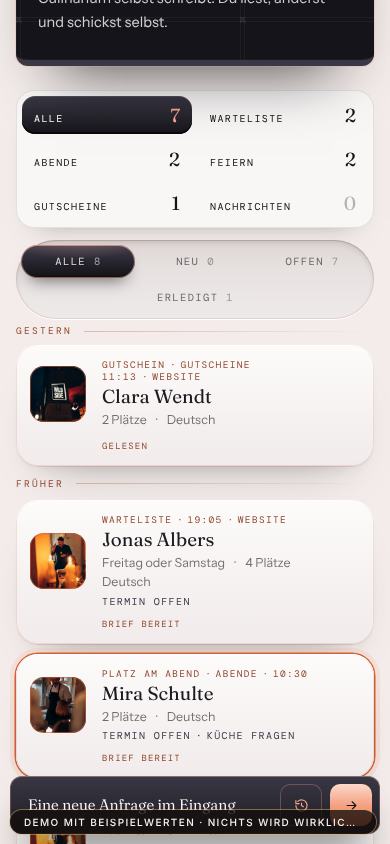 und schickst selbst.
ALLE 7
WARTELISTE 2
ABENDE 2
FEIERN 2
GUTSCHEINE 1
NACHRICHTEN 0
ALLE 8
NEU 0
OFFEN 7
ERLEDIGT 1
GESTERN
GUTSCHEIN · GUTSCHEINE
11:13 · WEBSITE
Clara Wendt
2 Plätze · Deutsch
GELESEN
FRÜHER
WARTELISTE · 19:05 · WEBSITE
Jonas Albers
Freitag oder Samstag · 4 Plätze
Deutsch
TERMIN OFFEN
BRIEF BEREIT
PLATZ AM ABEND · ABENDE · 10:30
Mira Schulte
2 Plätze · Deutsch
TERMIN OFFEN · KÜCHE FRAGEN
BRIEF BEREIT
Eine neue Anfrage im Eingang
DEMO MIT BEISPIELWERTEN · NICHTS WIRD WIRKLIC…